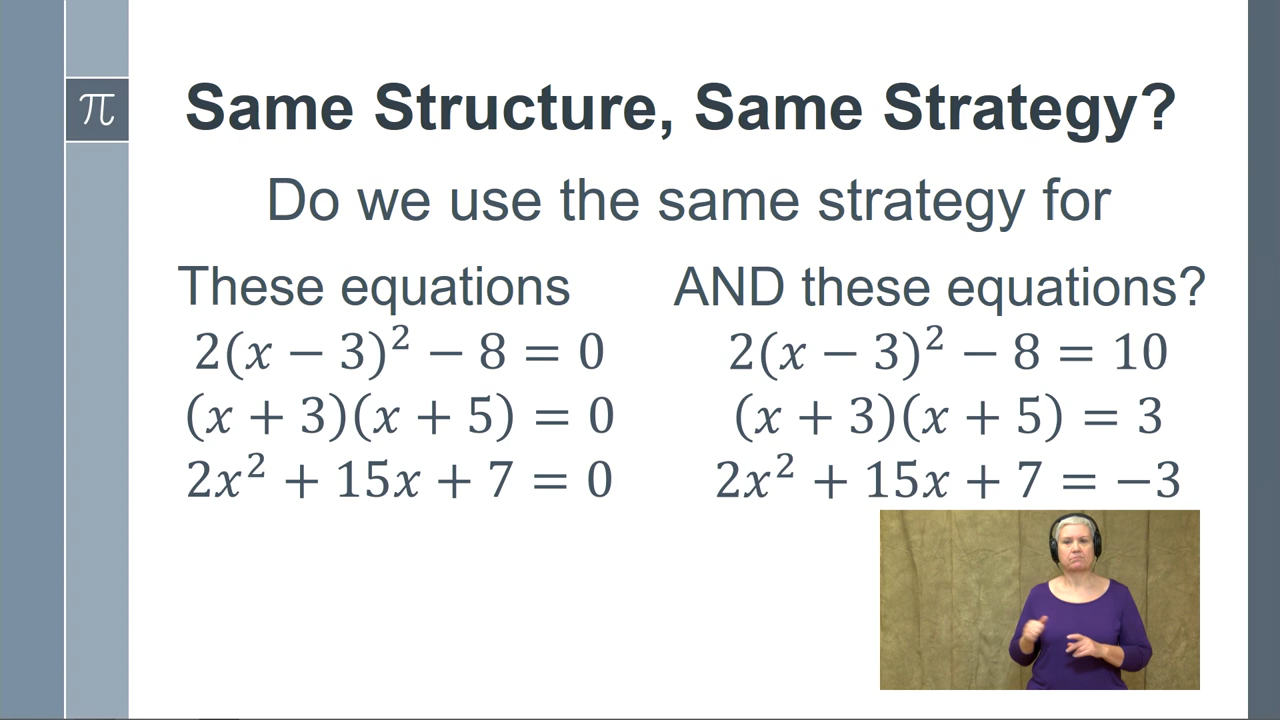 π
Same Structure, Same Strategy?
Do we use the same strategy for
These equations
2(x − 3)² − 8 = 0
(x + 3)(x + 5) = 0
2x² + 15x + 7 = 0
AND these equations?
2(x − 3)² − 8 = 10
(x + 3)(x + 5) = 3
2x² + 15x + 7 = −3